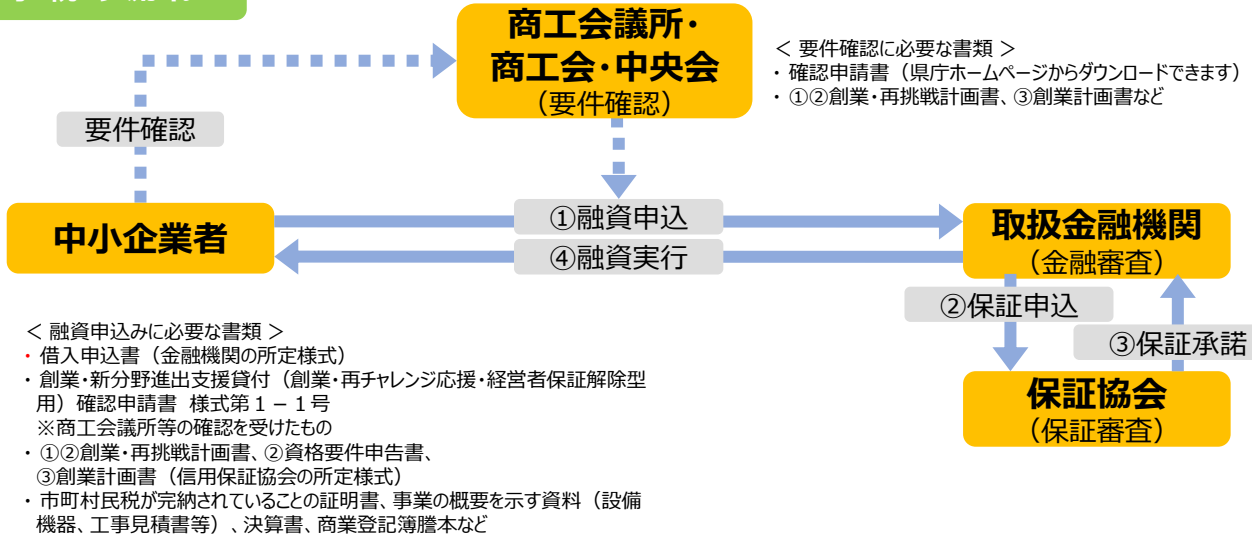 商工会議所・
商工会・中央会
（要件確認）
＜ 要件確認に必要な書類 ＞
・ 確認申請書（県庁ホームページからダウンロードできます）
・ ①②創業・再挑戦計画書、③創業計画書など
要件確認
中小企業者
①融資申込
④融資実行
取扱金融機関
（金融審査）
②保証申込
③保証承諾
保証協会
（保証審査）
＜ 融資申込みに必要な書類 ＞
・ 借入申込書（金融機関の所定様式）
・ 創業・新分野進出支援貸付（創業・再チャレンジ応援・経営者保証解除型
用）確認申請書 様式第１－１号
※商工会議所等の確認を受けたもの
・ ①②創業・再挑戦計画書、②資格要件申告書、
③創業計画書（信用保証協会の所定様式）
・ 市町村民税が完納されていることの証明書、事業の概要を示す資料（設備
機器、工事見積書等）、決算書、商業登記簿謄本など